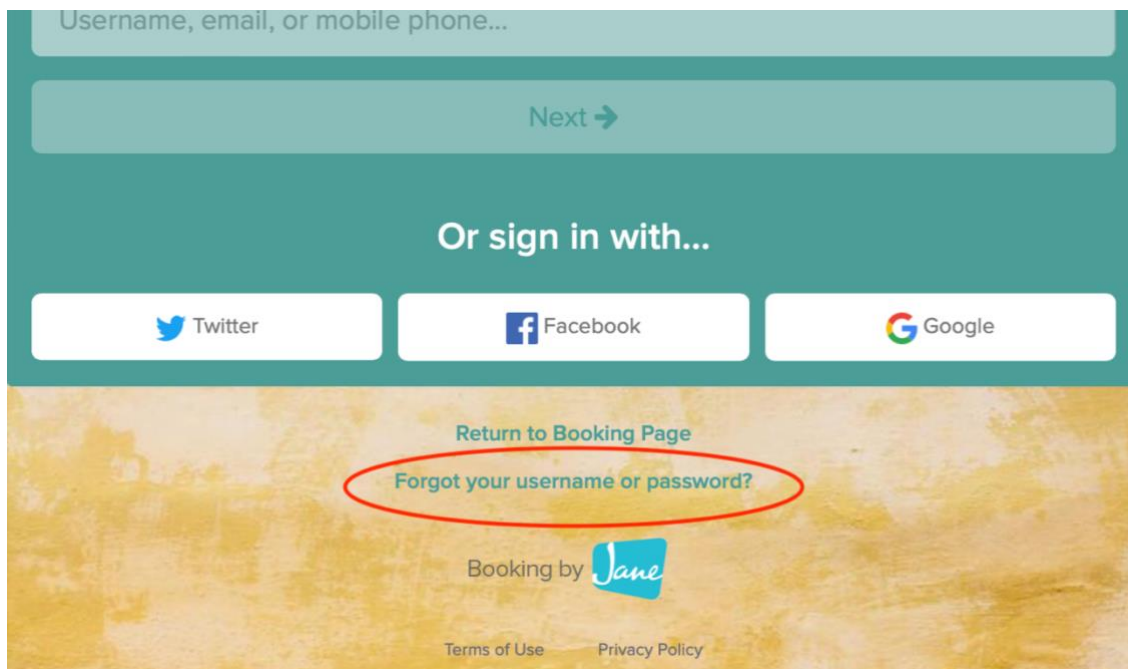 Username, email, or mobile phone...
Next
Or sign in with...
Twitter Facebook Google
Return to Booking Page
Forgot your username or password?
Booking by Jane
Terms of Use Privacy Policy